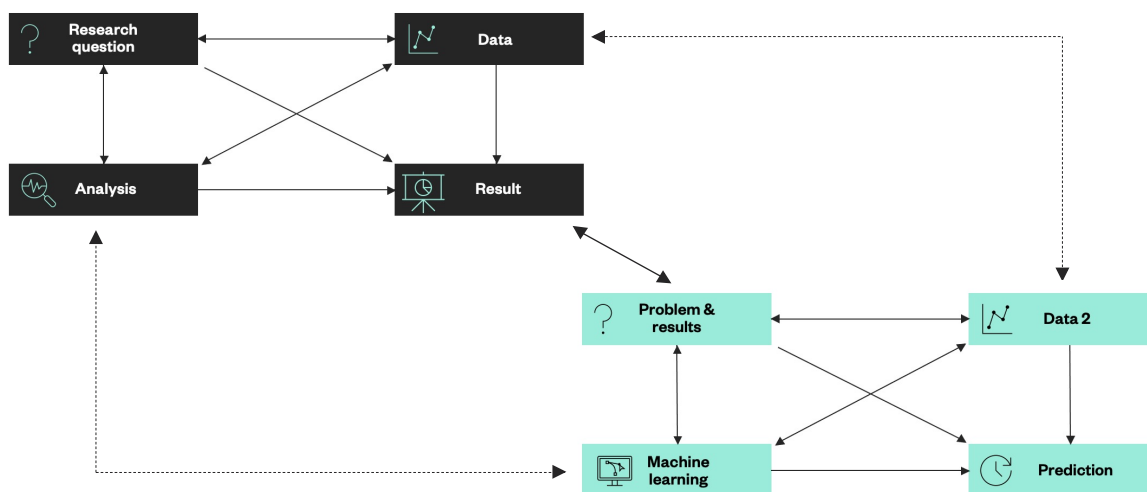 Research
question
Data
Analysis
Result
Problem &
results
Data 2
Machine
learning
Prediction